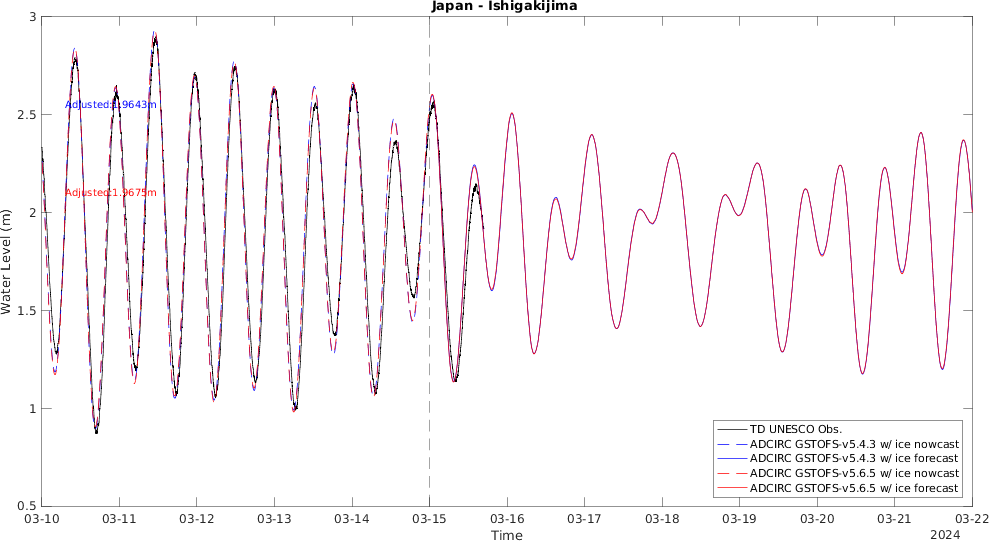 Japan - Ishigakijima
Water Level (m)
3
2.5
2
1.5
1
0.5
Adjusted:1.9643m
Adjusted:1.9675m
TD UNESCO Obs.
ADCIRC GSTOFS-v5.4.3 w/ ice nowcast
ADCIRC GSTOFS-v5.4.3 w/ ice forecast
ADCIRC GSTOFS-v5.6.5 w/ ice nowcast
ADCIRC GSTOFS-v5.6.5 w/ ice forecast
03-10 03-11 03-12 03-13 03-14 03-15 03-16 03-17 03-18 03-19 03-20 03-21 03-22
Time
2024